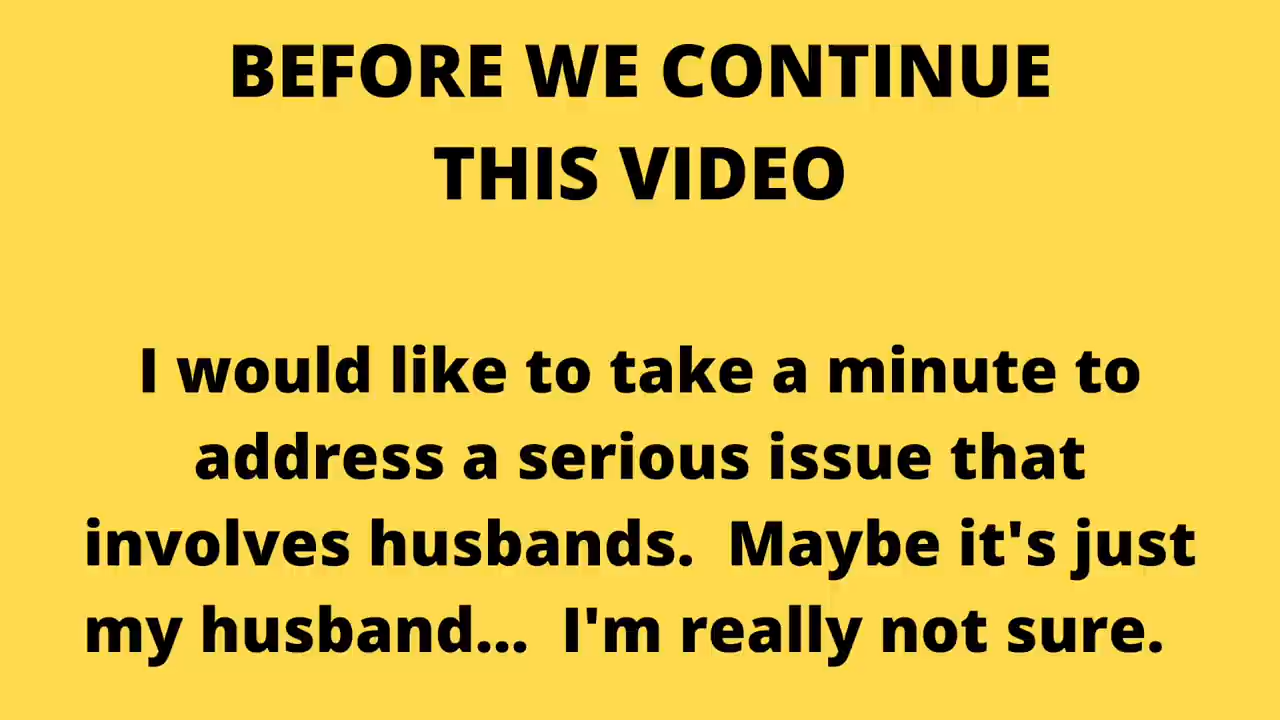 BEFORE WE CONTINUE
THIS VIDEO
I would like to take a minute to
address a serious issue that
involves husbands.  Maybe it's just
my husband...  I'm really not sure.